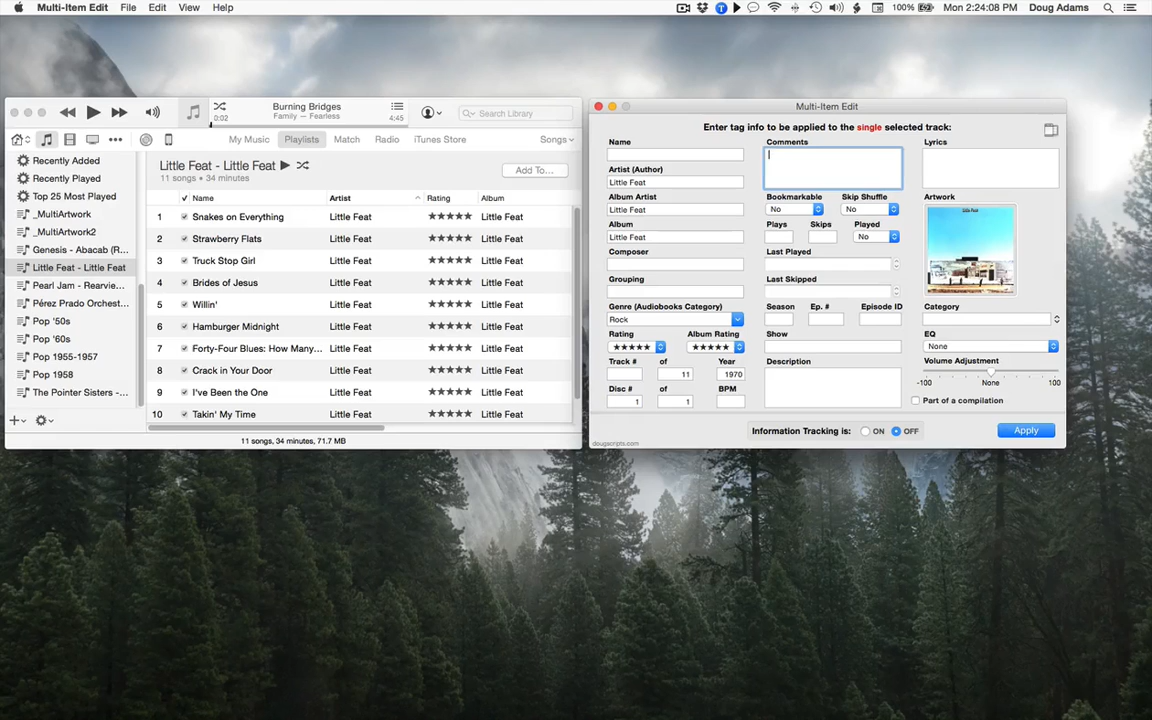 Multi-Item Edit File Edit View Help 100% Mon 2:24:08 PM Doug Adams
Burning Bridges
Family — Fearless
0:02
4:45
Search Library
My Music Playlists Match Radio iTunes Store Songs
Recently Added
Recently Played
Top 25 Most Played
_MultiArtwork
_MultiArtwork2
Genesis - Abacab (R...
Little Feat - Little Feat
Pearl Jam - Rearvie...
Pérez Prado Orchest...
Pop '50s
Pop '60s
Pop 1955-1957
Pop 1958
The Pointer Sisters -...
Little Feat - Little Feat
11 songs • 34 minutes
Add To...
✓ Name Artist Rating Album
1 Snakes on Everything Little Feat ★★★★★ Little Feat
2 Strawberry Flats Little Feat ★★★★★ Little Feat
3 Truck Stop Girl Little Feat ★★★★★ Little Feat
4 Brides of Jesus Little Feat ★★★★★ Little Feat
5 Willin' Little Feat ★★★★★ Little Feat
6 Hamburger Midnight Little Feat ★★★★★ Little Feat
7 Forty-Four Blues: How Many... Little Feat ★★★★★ Little Feat
8 Crack in Your Door Little Feat ★★★★★ Little Feat
9 I've Been the One Little Feat ★★★★★ Little Feat
10 Takin' My Time Little Feat ★★★★★ Little Feat
11 songs, 34 minutes, 71.7 MB
Multi-Item Edit
Enter tag info to be applied to the single selected track:
Name
Artist (Author)
Little Feat
Album Artist
Little Feat
Album
Little Feat
Composer
Grouping
Genre (Audiobooks Category)
Rock
Rating Album Rating
★★★★★ ★★★★★
Track # of Year
11 1970
Disc # of BPM
1 1
Comments
Bookmarkable Skip Shuffle
No No
Plays Skips Played
No
Last Played
Last Skipped
Season Ep. # Episode ID
Show
Description
Lyrics
Artwork
Little Feat
Category
EQ
None
Volume Adjustment
-100 None 100
Part of a compilation
Information Tracking is: ON OFF
Apply
dougscripts.com